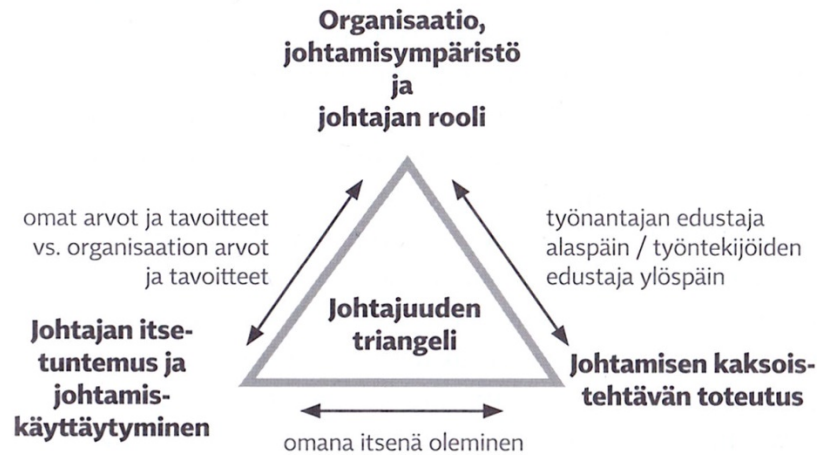 Organisaatio,
johtamisympäristö
ja
johtajan rooli
omat arvot ja tavoitteet
vs. organisaation arvot
ja tavoitteet
työnantajan edustaja
alaspäin / työntekijöiden
edustaja ylöspäin
Johtajuuden
triangeli
Johtajan itse-
tuntemus ja
johtamis-
käyttäytyminen
Johtamisen kaksois-
tehtävän toteutus
omana itsenä oleminen